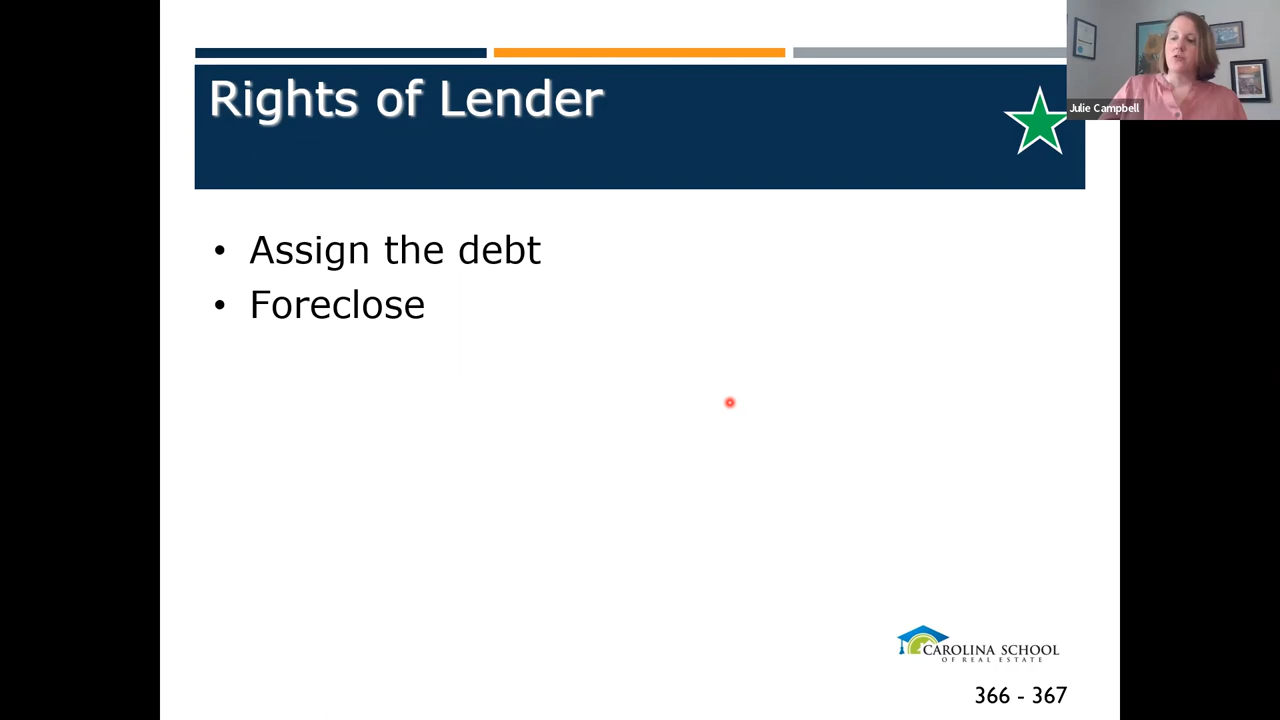 Rights of Lender
Julie Campbell
• Assign the debt
• Foreclose
CAROLINA SCHOOL
OF REAL ESTATE
366 - 367